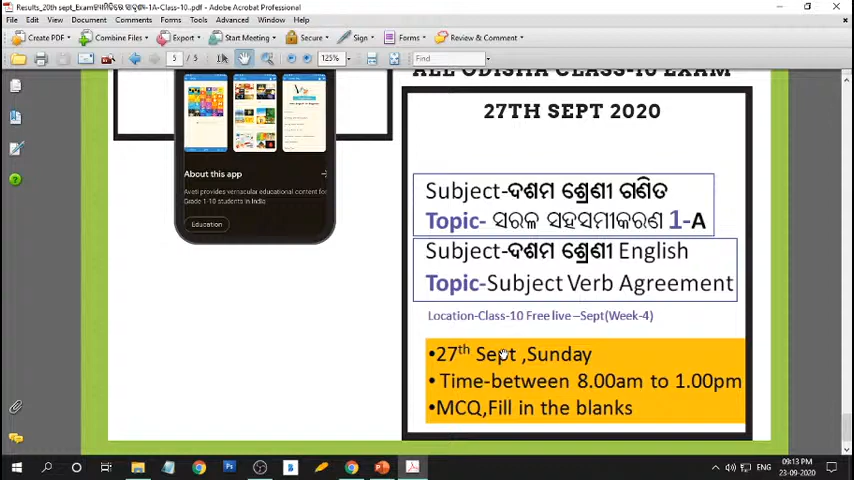 Results_20th sept_Examଦ୍ୱିତୀୟରେ ସାଧାରଣ-1A-Class-10..pdf - Adobe Acrobat Professional
File Edit View Document Comments Forms Tools Advanced Window Help
Create PDF Combine Files Export Start Meeting Secure Sign Forms Review & Comment
5 / 5 125% Find
ALL ODISHA CLASS-10 EXAM
27TH SEPT 2020
About this app
Aveti provides vernacular educational content for
Grade 1-10 students in India
Education
Subject-ଦଶମ ଶ୍ରେଣୀ ଗଣିତ
Topic- ସରଳ ସହସମୀକରଣ 1-A
Subject-ଦଶମ ଶ୍ରେଣୀ English
Topic-Subject Verb Agreement
Location-Class-10 Free live –Sept(Week-4)
•27th Sept ,Sunday
• Time-between 8.00am to 1.00pm
•MCQ,Fill in the blanks
ENG
09:13 PM
23-09-2020